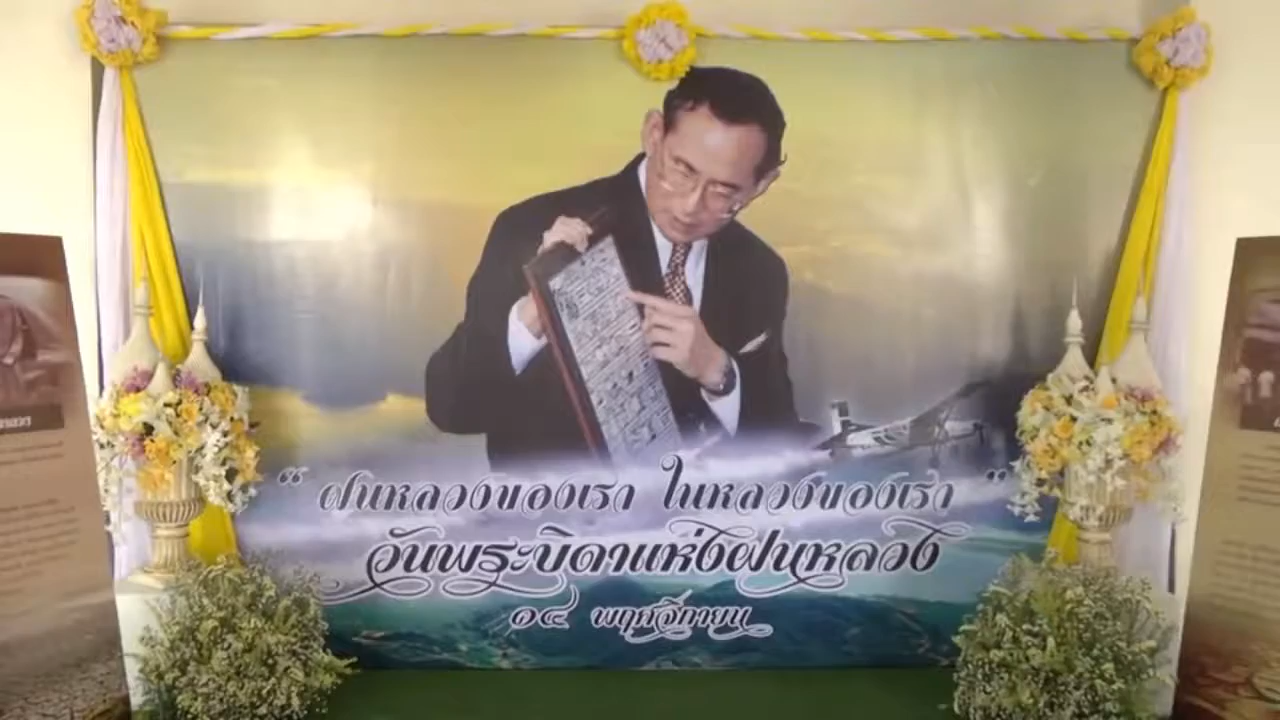 “ ฝนหลวงของเรา ในหลวงของเรา ”
วันพระบิดาแห่งฝนหลวง
๑๔ พฤศจิกายน